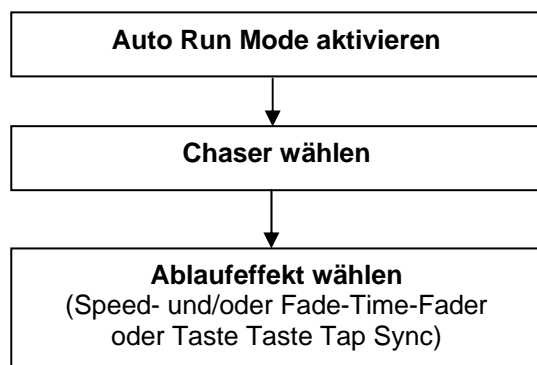 Auto Run Mode aktivieren
Chaser wählen
Ablaufeffekt wählen
(Speed- und/oder Fade-Time-Fader
oder Taste Taste Tap Sync)